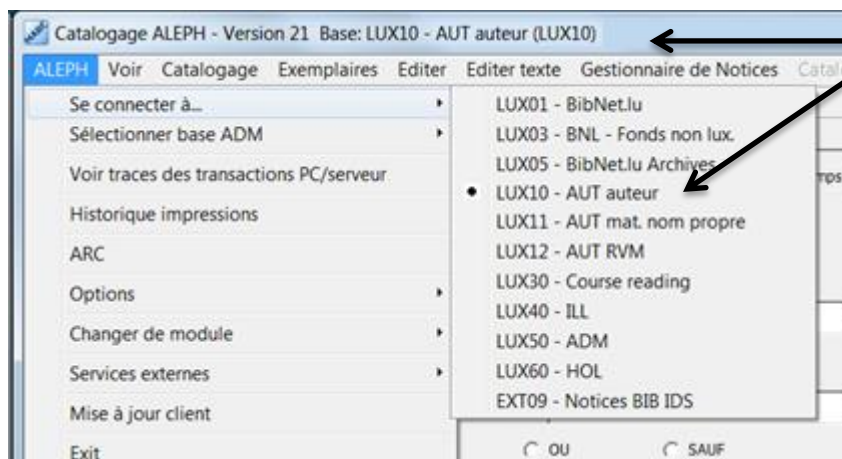 Catalogage ALEPH - Version 21 Base: LUX10 - AUT auteur (LUX10)
ALEPH Voir Catalogage Exemplaires Editer Editer texte Gestionnaire de Notices
Se connecter à...
Sélectionner base ADM
Voir traces des transactions PC/serveur
Historique impressions
ARC
Options
Changer de module
Services externes
Mise à jour client
Exit
LUX01 - BibNet.lu
LUX03 - BNL - Fonds non lux.
LUX05 - BibNet.lu Archives
LUX10 - AUT auteur
LUX11 - AUT mat. nom propre
LUX12 - AUT RVM
LUX30 - Course reading
LUX40 - ILL
LUX50 - ADM
LUX60 - HOL
EXT09 - Notices BIB IDS
OU SAUF